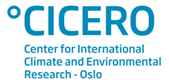 °CICERO
Center for International
Climate and Environmental
Research - Oslo